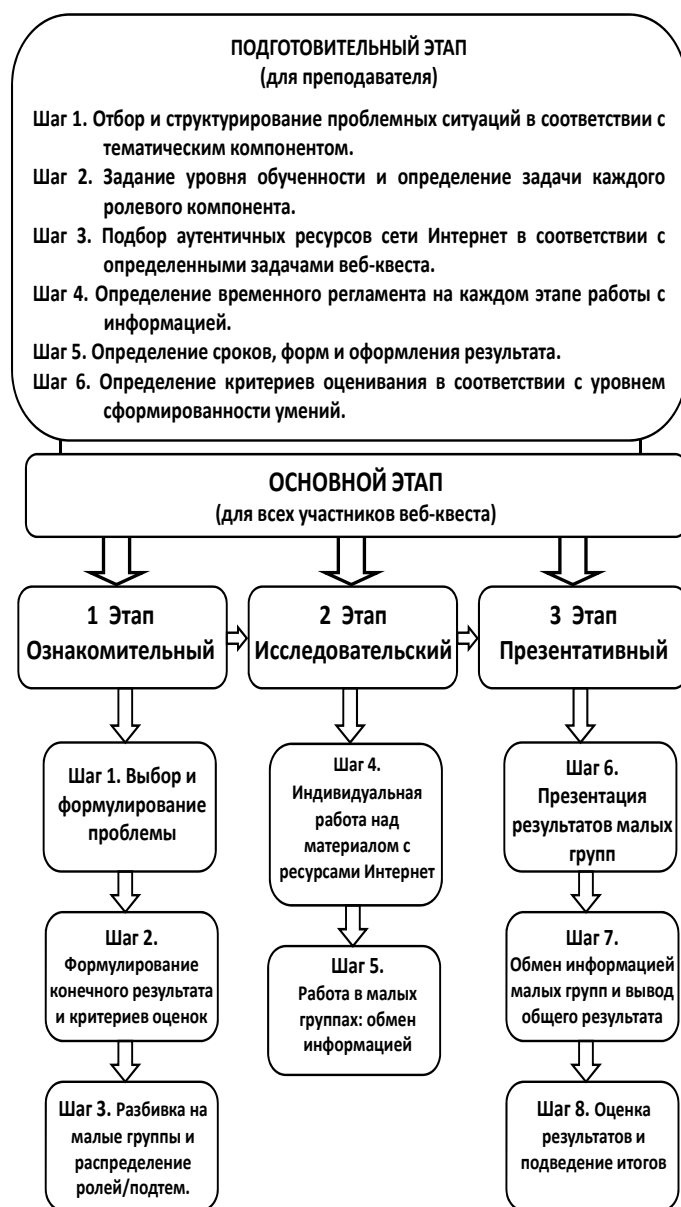 ПОДГОТОВИТЕЛЬНЫЙ ЭТАП
(для преподавателя)
Шаг 1. Отбор и структурирование проблемных ситуаций в соответствии с
тематическим компонентом.
Шаг 2. Задание уровня обученности и определение задачи каждого
ролевого компонента.
Шаг 3. Подбор аутентичных ресурсов сети Интернет в соответствии с
определенными задачами веб-квеста.
Шаг 4. Определение временного регламента на каждом этапе работы с
информацией.
Шаг 5. Определение сроков, форм и оформления результата.
Шаг 6. Определение критериев оценивания в соответствии с уровнем
сформированности умений.
ОСНОВНОЙ ЭТАП
(для всех участников веб-квеста)
1 Этап
Ознакомительный
2 Этап
Исследовательский
3 Этап
Презентативный
Шаг 1. Выбор и
формулирование
проблемы
Шаг 2.
Формулирование
конечного результата
и критериев оценок
Шаг 3. Разбивка на
малые группы и
распределение
ролей/подтем.
Шаг 4.
Индивидуальная
работа над
материалом с
ресурсами Интернет
Шаг 5.
Работа в малых
группах: обмен
информацией
Шаг 6.
Презентация
результатов малых
групп
Шаг 7.
Обмен информацией
малых групп и вывод
общего результата
Шаг 8. Оценка
результатов и
подведение итогов